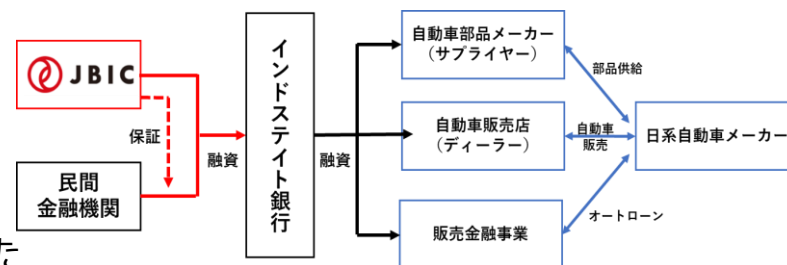 JBIC
保証
融資
民間
金融機関
インドステイト銀行
融資
自動車部品メーカー
（サプライヤー）
自動車販売店
（ディーラー）
販売金融事業
部品供給
自動車
販売
オートローン
日系自動車メーカー
た